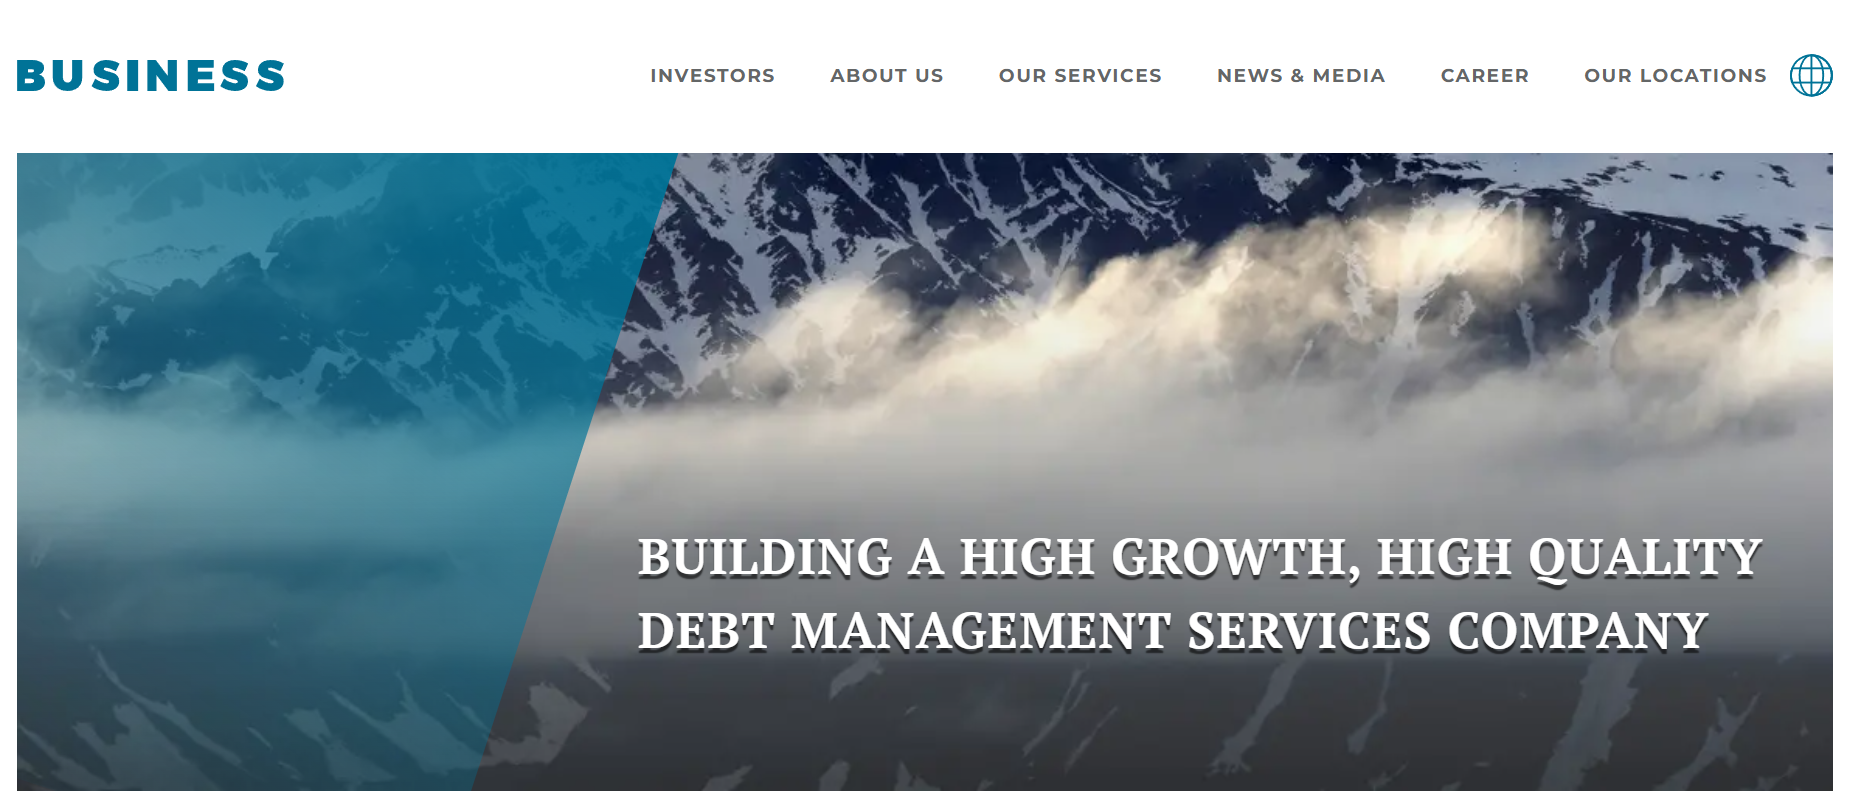 BUSINESS
INVESTORS ABOUT US OUR SERVICES NEWS & MEDIA CAREER OUR LOCATIONS
BUILDING A HIGH GROWTH, HIGH QUALITY
DEBT MANAGEMENT SERVICES COMPANY